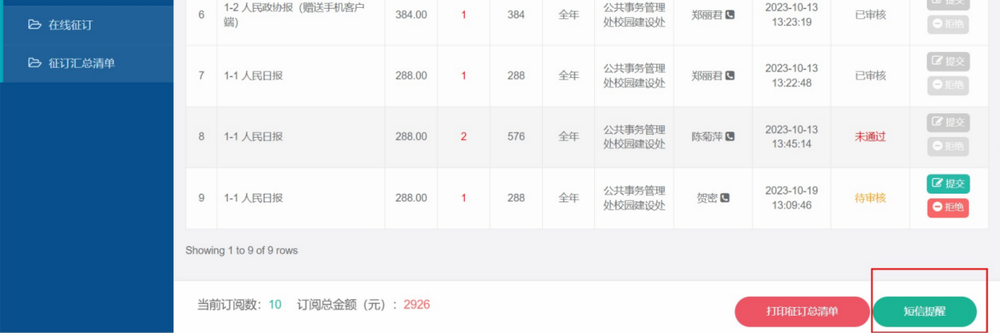 在线征订
征订汇总清单
6 1-2 人民政协报（赠送手机客户端） 384.00 1 384 全年 公共事务管理处校园建设处 郑丽君 2023-10-13 13:23:19 已审核 提交 拒绝
7 1-1 人民日报 288.00 1 288 全年 公共事务管理处校园建设处 郑丽君 2023-10-13 13:22:48 已审核 提交 拒绝
8 1-1 人民日报 288.00 2 576 全年 公共事务管理处校园建设处 陈菊萍 2023-10-13 13:45:14 未通过 提交 拒绝
9 1-1 人民日报 288.00 1 288 全年 公共事务管理处校园建设处 贺密 2023-10-19 13:09:46 待审核 提交 拒绝
Showing 1 to 9 of 9 rows
当前订阅数：10 订阅总金额（元）：2926
打印征订总清单 短信提醒